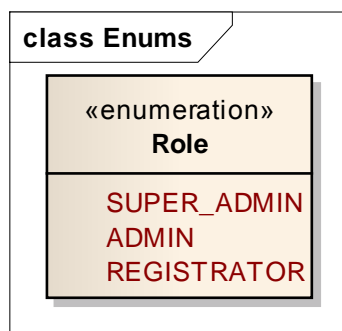 class Enums
«enumeration»
Role
SUPER_ADMIN
ADMIN
REGISTRATOR